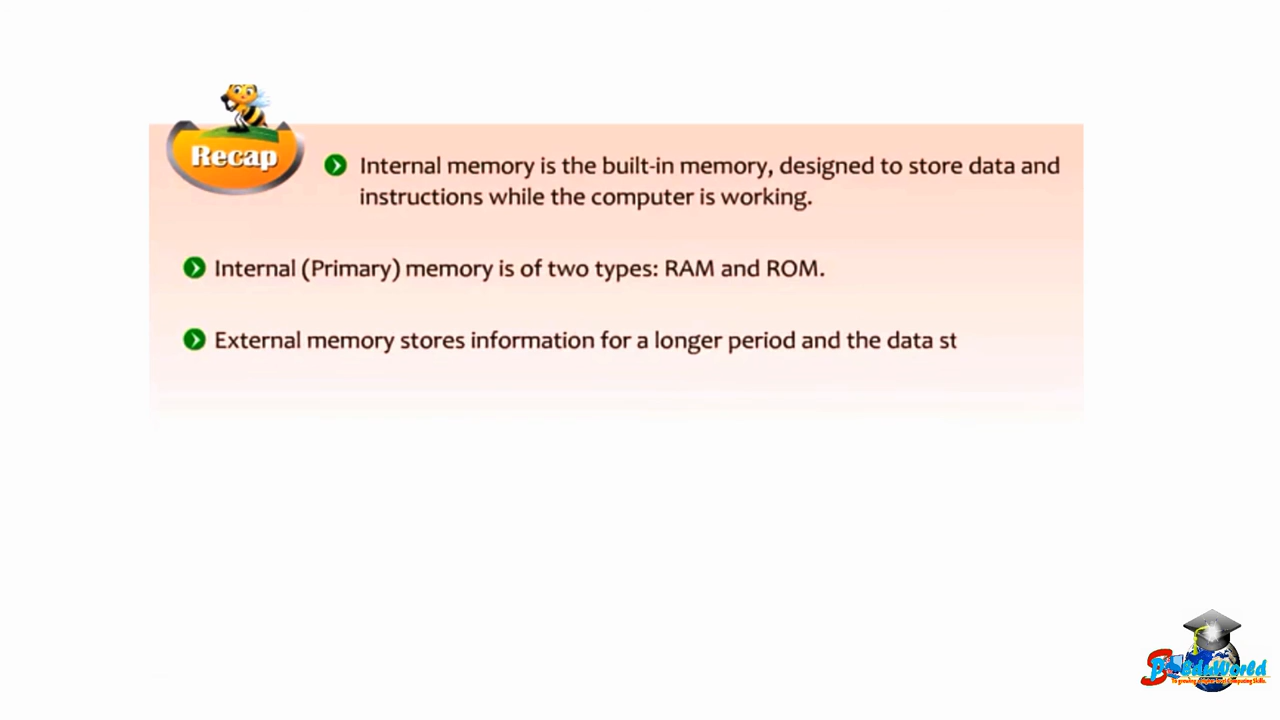 Recap
Internal memory is the built-in memory, designed to store data and
instructions while the computer is working.
Internal (Primary) memory is of two types: RAM and ROM.
External memory stores information for a longer period and the data st
EduWorld